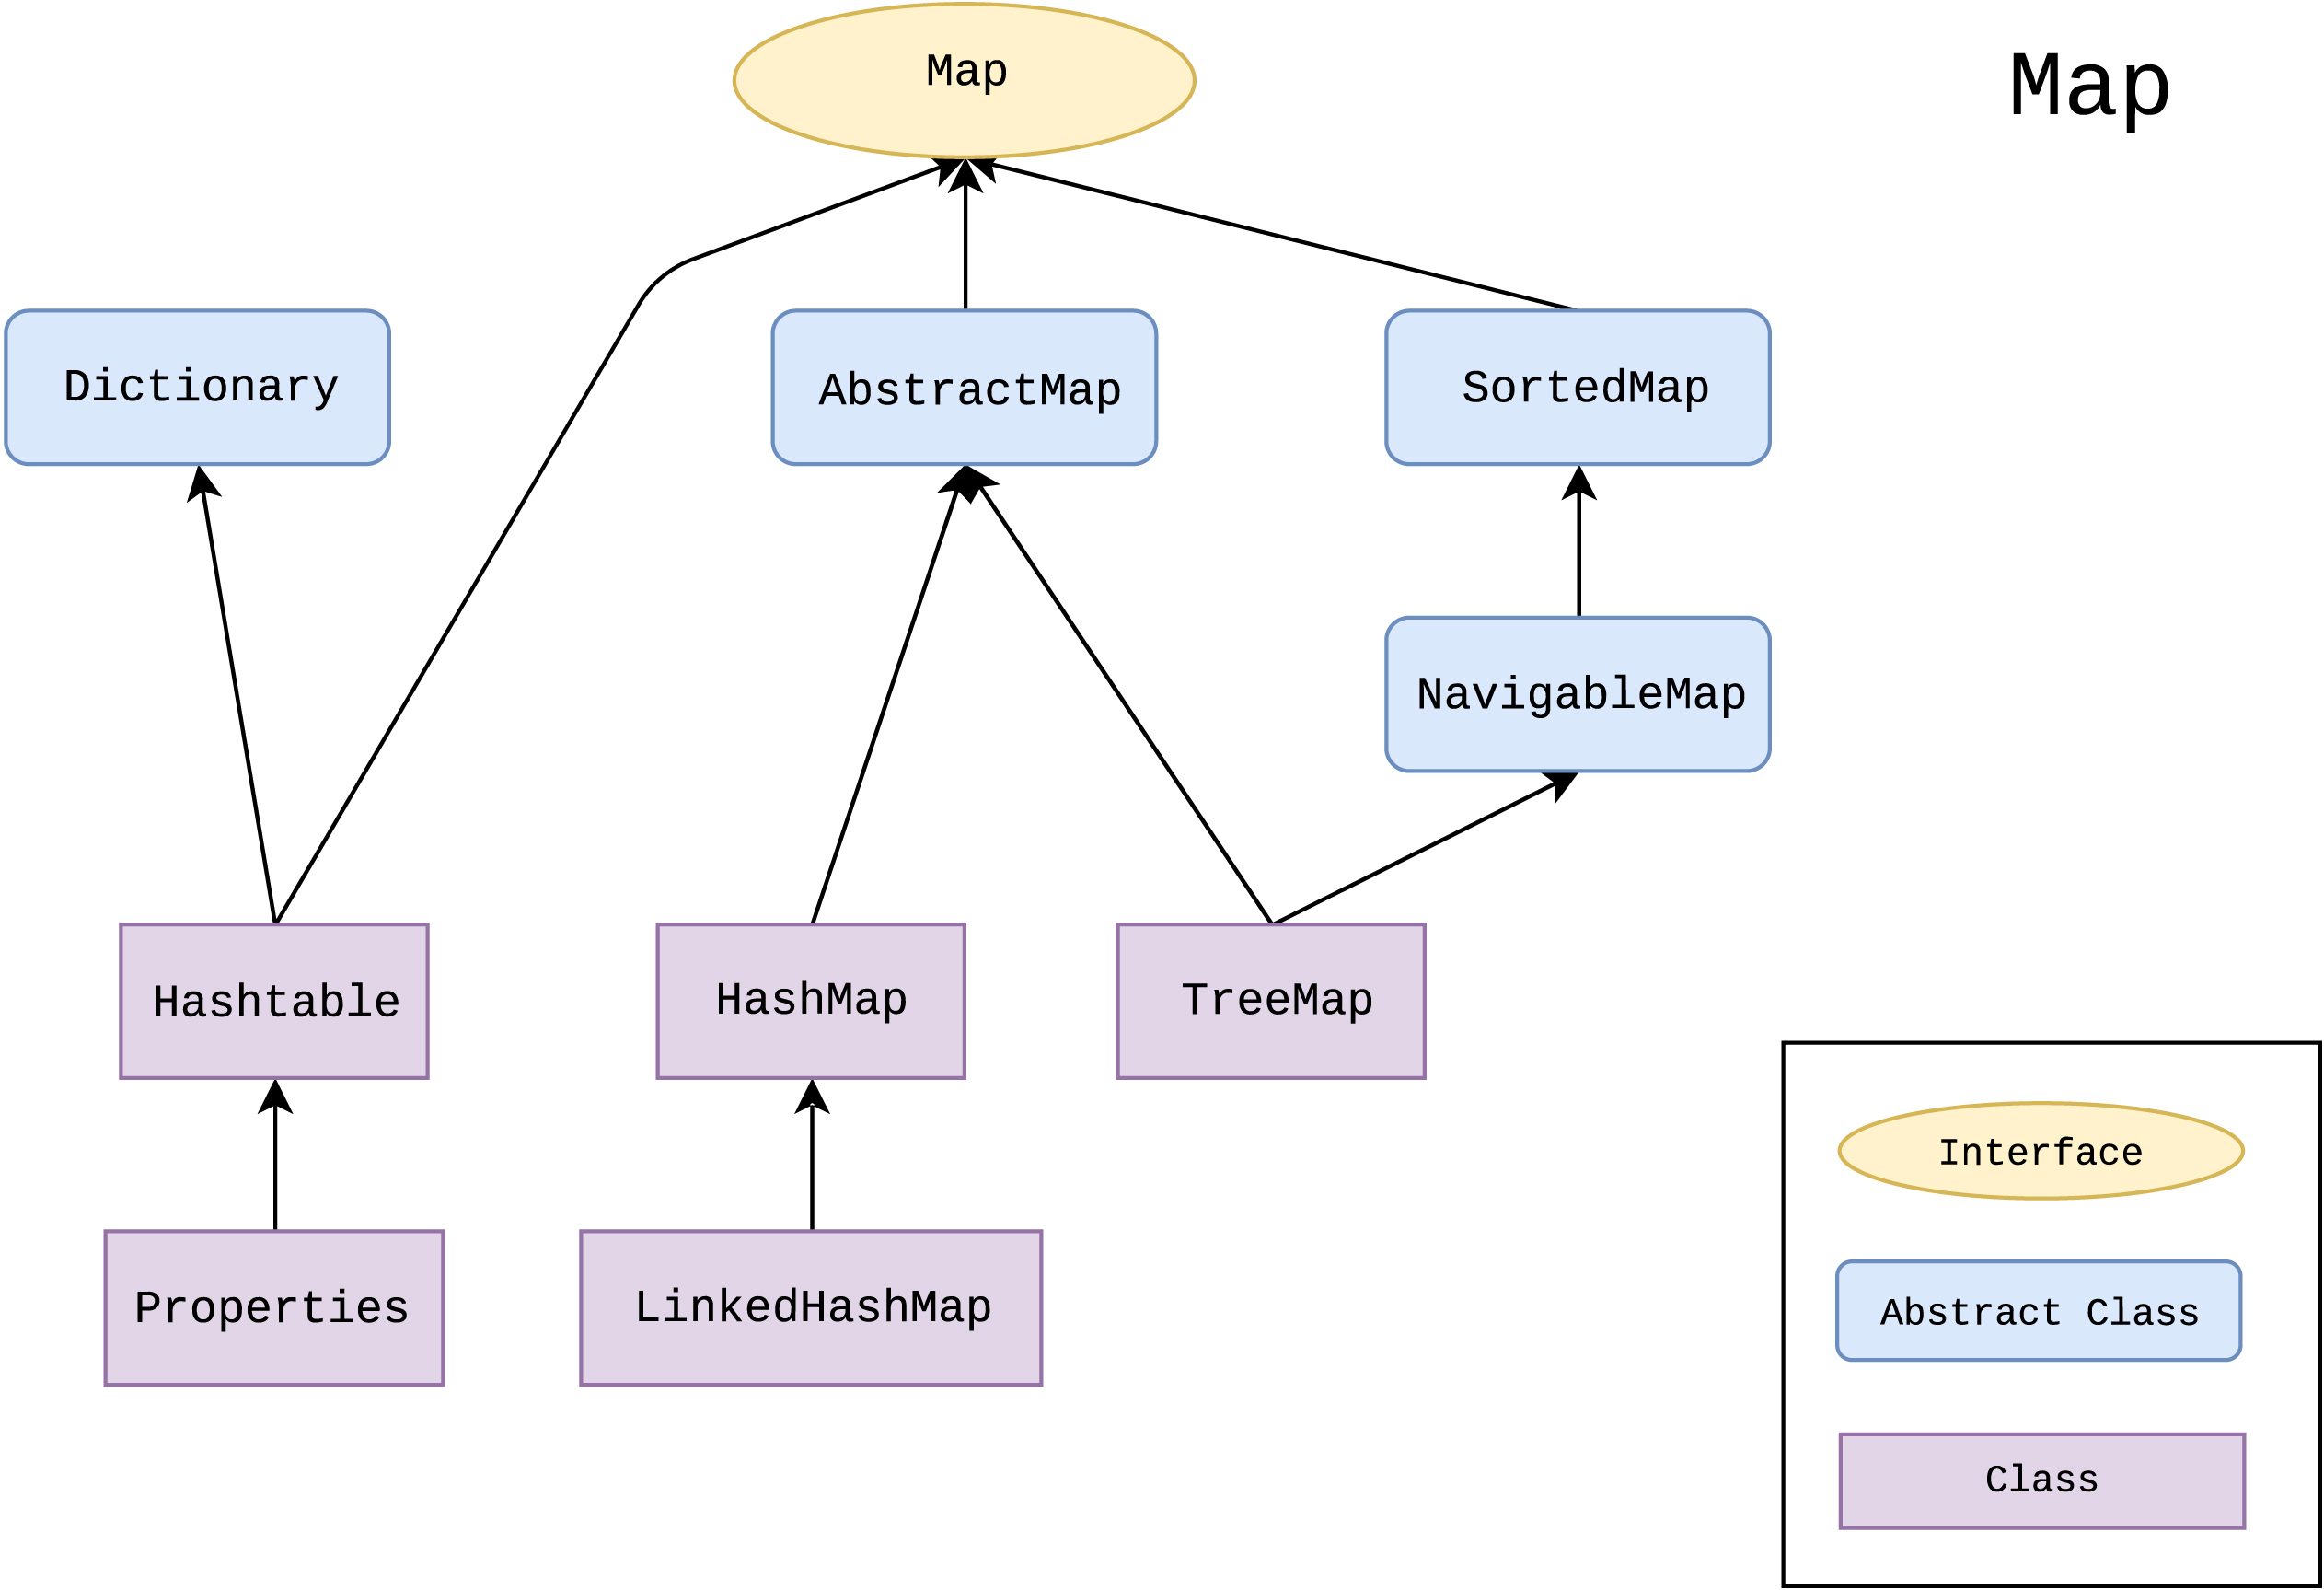 Map
Map
Dictionary
AbstractMap
SortedMap
NavigableMap
Hashtable
HashMap
TreeMap
Properties
LinkedHashMap
Interface
Abstract Class
Class